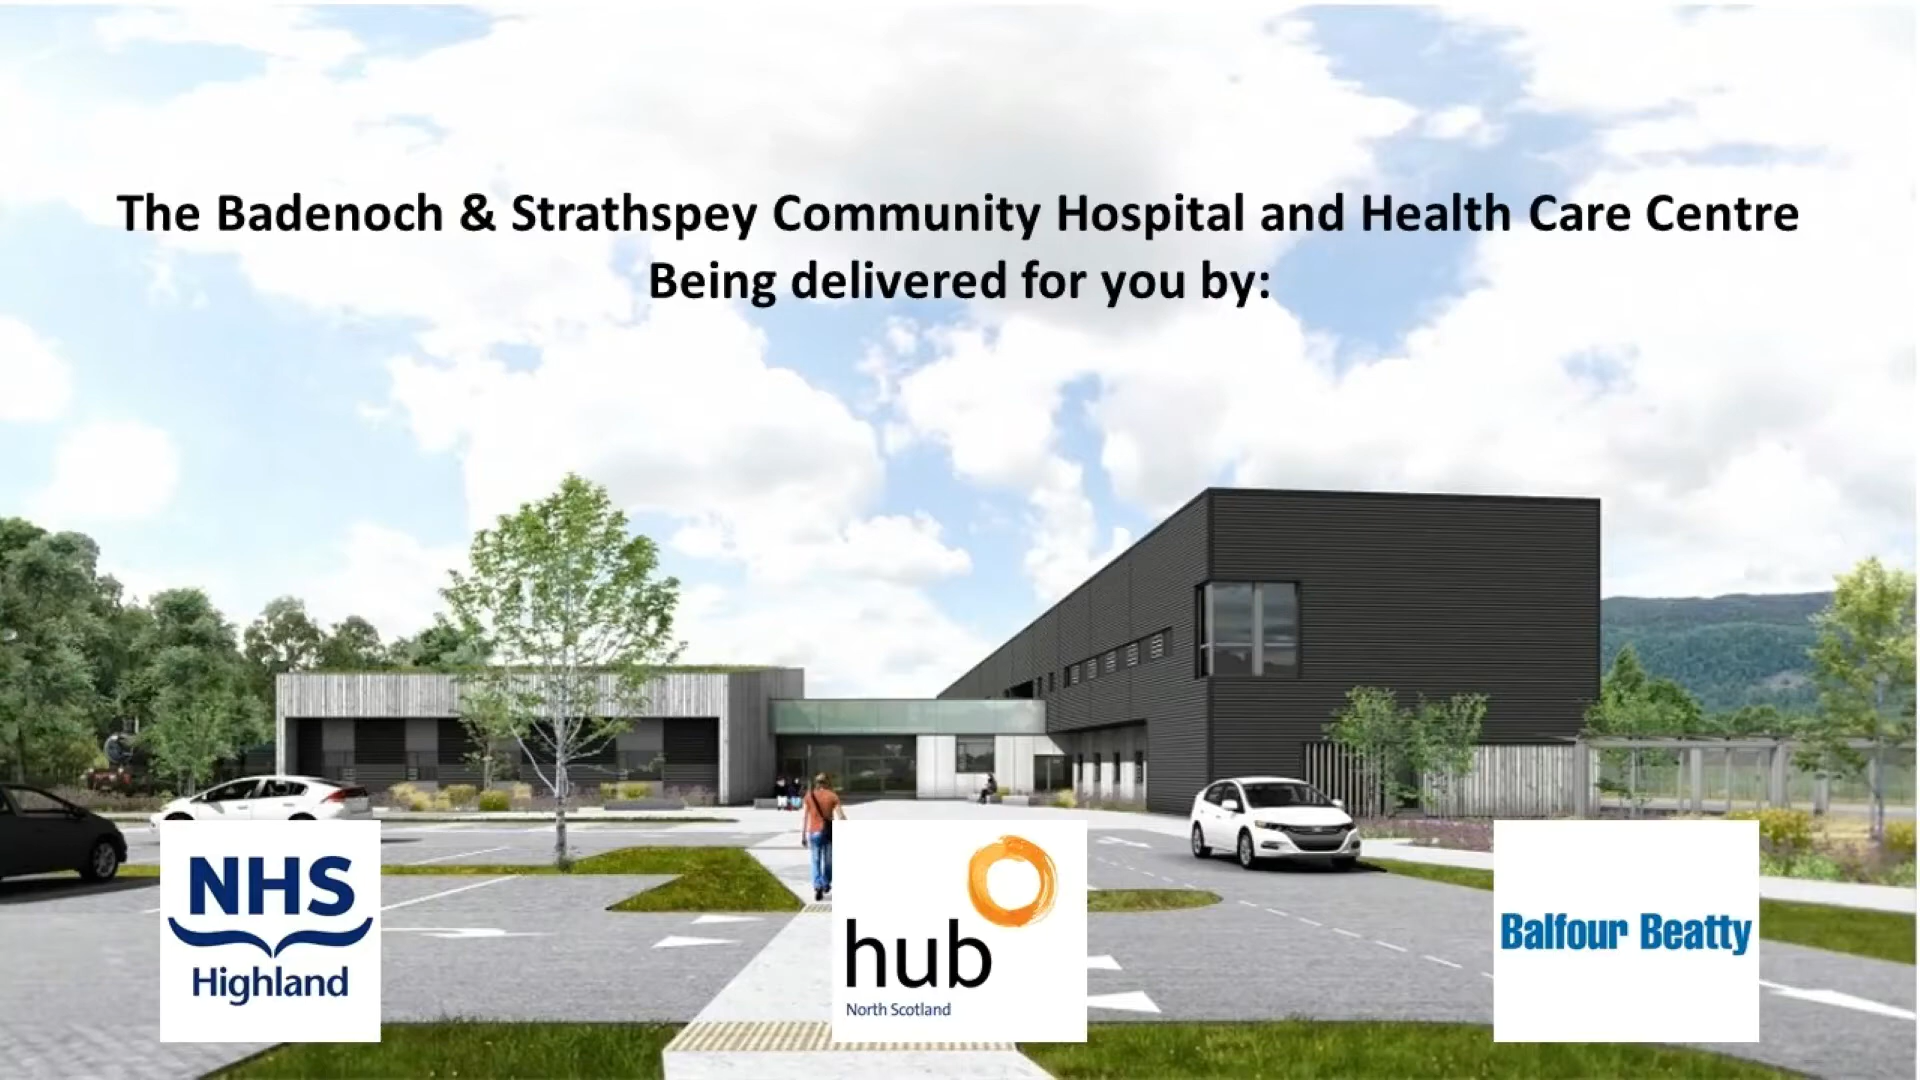 The Badenoch & Strathspey Community Hospital and Health Care Centre
Being delivered for you by:
NHS
Highland
hub
North Scotland
Balfour Beatty